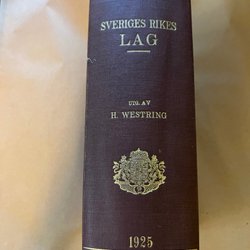 SVERIGES RIKES
LAG
UTG. AV
H. WESTRING
1925